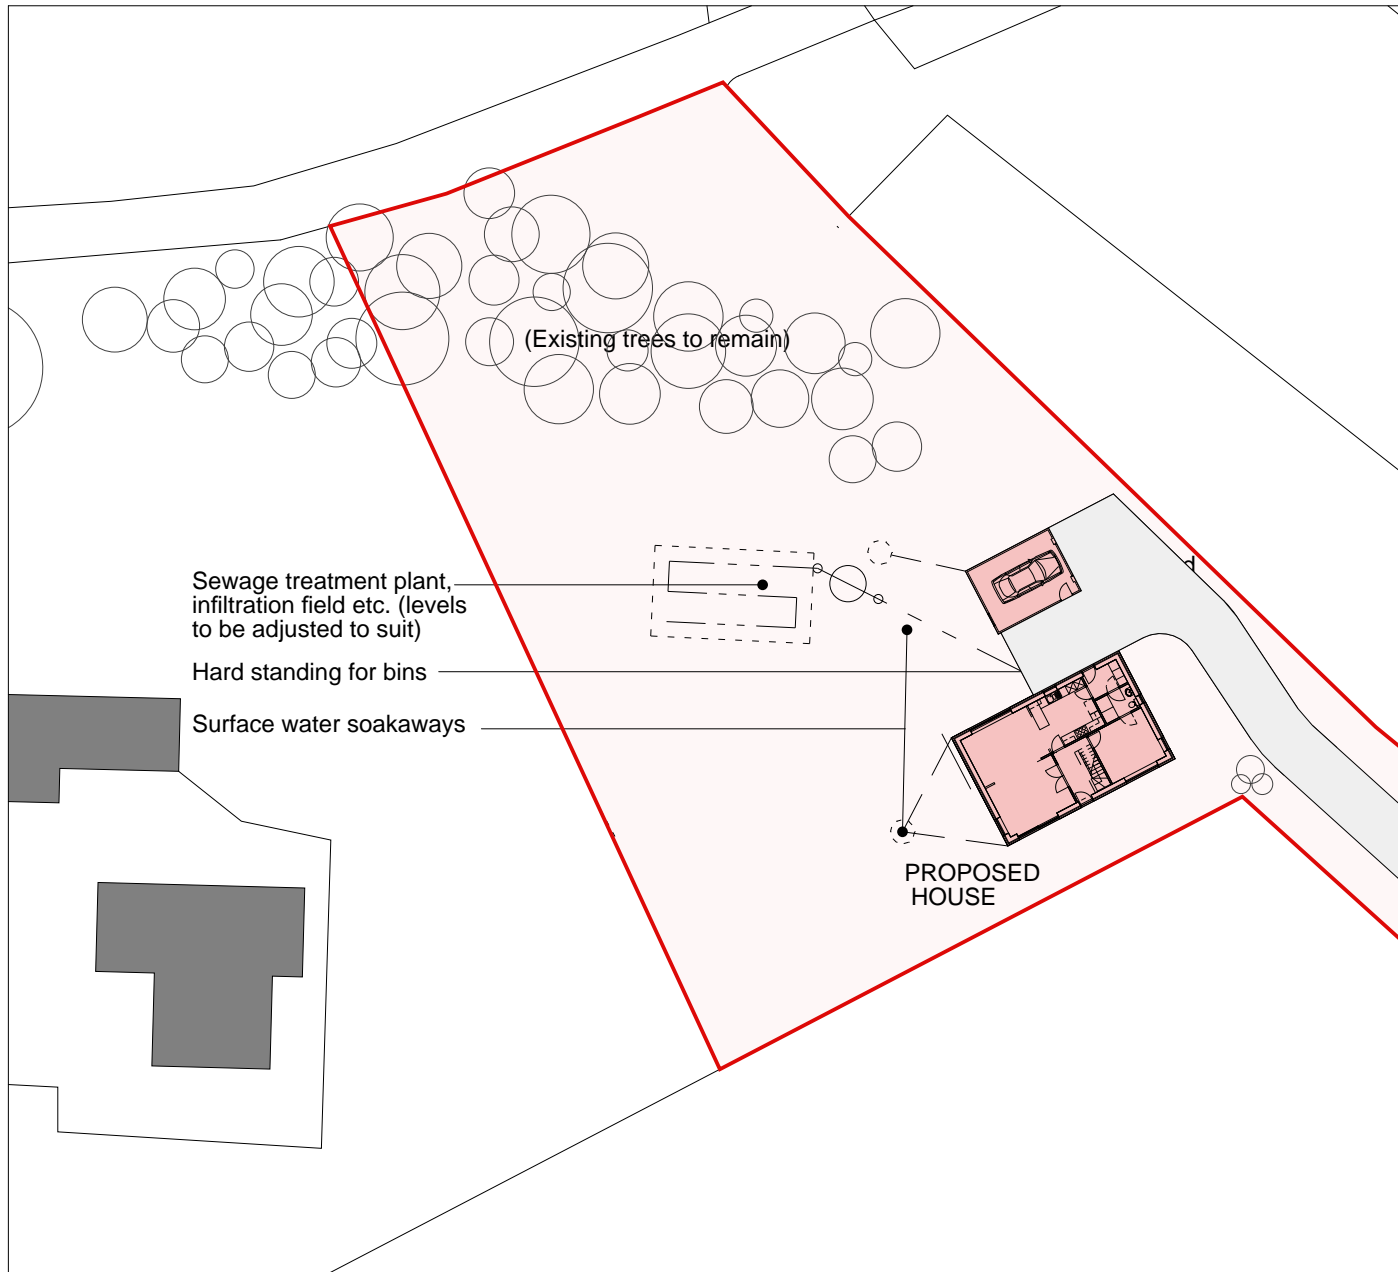 (Existing trees to remain)
Sewage treatment plant,
infiltration field etc. (levels
to be adjusted to suit)
Hard standing for bins
Surface water soakaways
PROPOSED
HOUSE